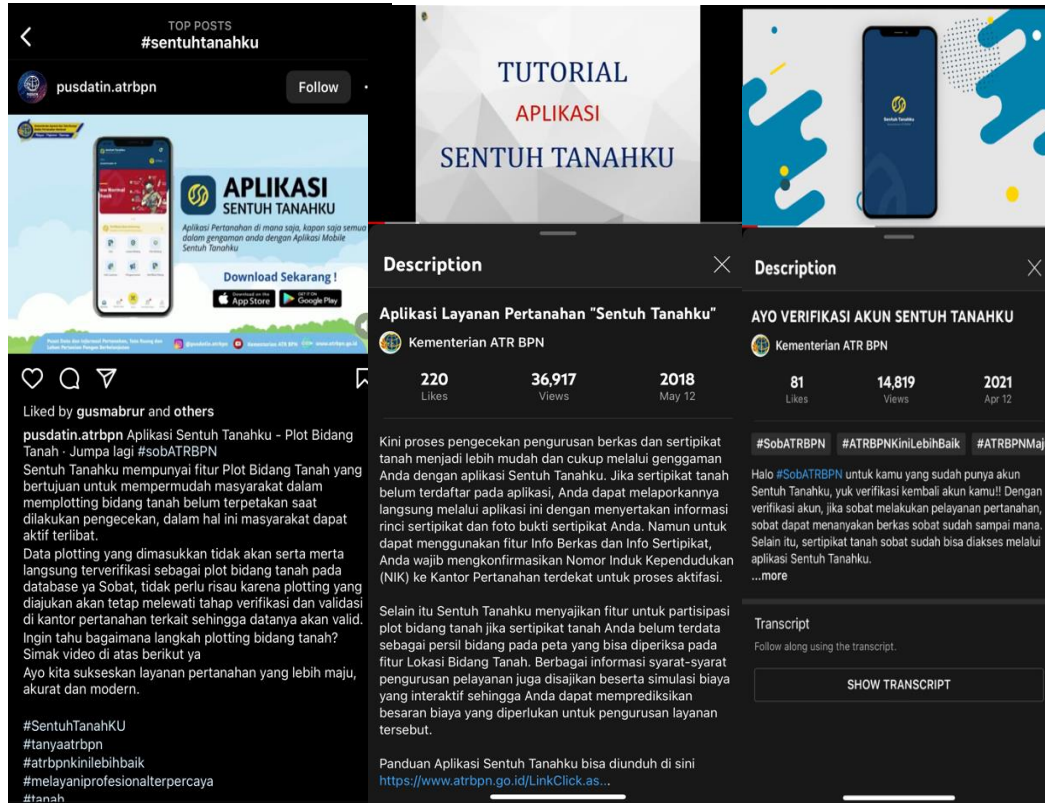 TOP POSTS
#sentuhtanahku
pusdatin.atrbpn
Follow
APLIKASI
SENTUH TANAHKU
Aplikasi Pertanahan di mana saja, kapan saja semua
dalam gengaman anda dengan Aplikasi Mobile
Sentuh Tanahku
Download Sekarang !
App Store
Google Play
Liked by gusmabrur and others
pusdatin.atrbpn Aplikasi Sentuh Tanahku - Plot Bidang
Tanah · Jumpa lagi #sobATRBPN
Sentuh Tanahku mempunyai fitur Plot Bidang Tanah yang
bertujuan untuk mempermudah masyarakat dalam
memplotting bidang tanah belum terpetakan saat
dilakukan pengecekan, dalam hal ini masyarakat dapat
aktif terlibat.
Data plotting yang dimasukkan tidak akan serta merta
langsung terverifikasi sebagai plot bidang tanah pada
database ya Sobat, tidak perlu risau karena plotting yang
diajukan akan tetap melewati tahap verifikasi dan validasi
di kantor pertanahan terkait sehingga datanya akan valid.
Ingin tahu bagaimana langkah plotting bidang tanah?
Simak video di atas berikut ya
Ayo kita sukseskan layanan pertanahan yang lebih maju,
akurat dan modern.
#SentuhTanahKU
#tanyaatrbpn
#atrbpnkinilebihbaik
#melayaniprofesionalterpercaya
#tanah
TUTORIAL
APLIKASI
SENTUH TANAHKU
Description
Aplikasi Layanan Pertanahan "Sentuh Tanahku"
Kementerian ATR BPN
220 36,917 2018
Likes Views May 12
Kini proses pengecekan pengurusan berkas dan sertipikat
tanah menjadi lebih mudah dan cukup melalui genggaman
Anda dengan aplikasi Sentuh Tanahku. Jika sertipikat tanah
belum terdaftar pada aplikasi, Anda dapat melaporkannya
langsung melalui aplikasi ini dengan menyertakan informasi
rinci sertipikat dan foto bukti sertipikat Anda. Namun untuk
dapat menggunakan fitur Info Berkas dan Info Sertipikat,
Anda wajib mengkonfirmasikan Nomor Induk Kependudukan
(NIK) ke Kantor Pertanahan terdekat untuk proses aktifasi.
Selain itu Sentuh Tanahku menyajikan fitur untuk partisipasi
plot bidang tanah jika sertipikat tanah Anda belum terdata
sebagai persil bidang pada peta yang bisa diperiksa pada
fitur Lokasi Bidang Tanah. Berbagai informasi syarat-syarat
pengurusan pelayanan juga disajikan beserta simulasi biaya
yang interaktif sehingga Anda dapat memprediksikan
besaran biaya yang diperlukan untuk pengurusan layanan
tersebut.
Panduan Aplikasi Sentuh Tanahku bisa diunduh di sini
https://www.atrbpn.go.id/LinkClick.as...
Sentuh Tanahku
Description
AYO VERIFIKASI AKUN SENTUH TANAHKU
Kementerian ATR BPN
81 14,819 2021
Likes Views Apr 12
#SobATRBPN #ATRBPNKiniLebihBaik #ATRBPNMaj
Halo #SobATRBPN untuk kamu yang sudah punya akun
Sentuh Tanahku, yuk verifikasi kembali akun kamu!! Dengan
verifikasi akun, jika sobat melakukan pelayanan pertanahan,
sobat dapat menanyakan berkas sobat sudah sampai mana.
Selain itu, sertipikat tanah sobat sudah bisa diakses melalui
aplikasi Sentuh Tanahku.
...more
Transcript
Follow along using the transcript.
SHOW TRANSCRIPT